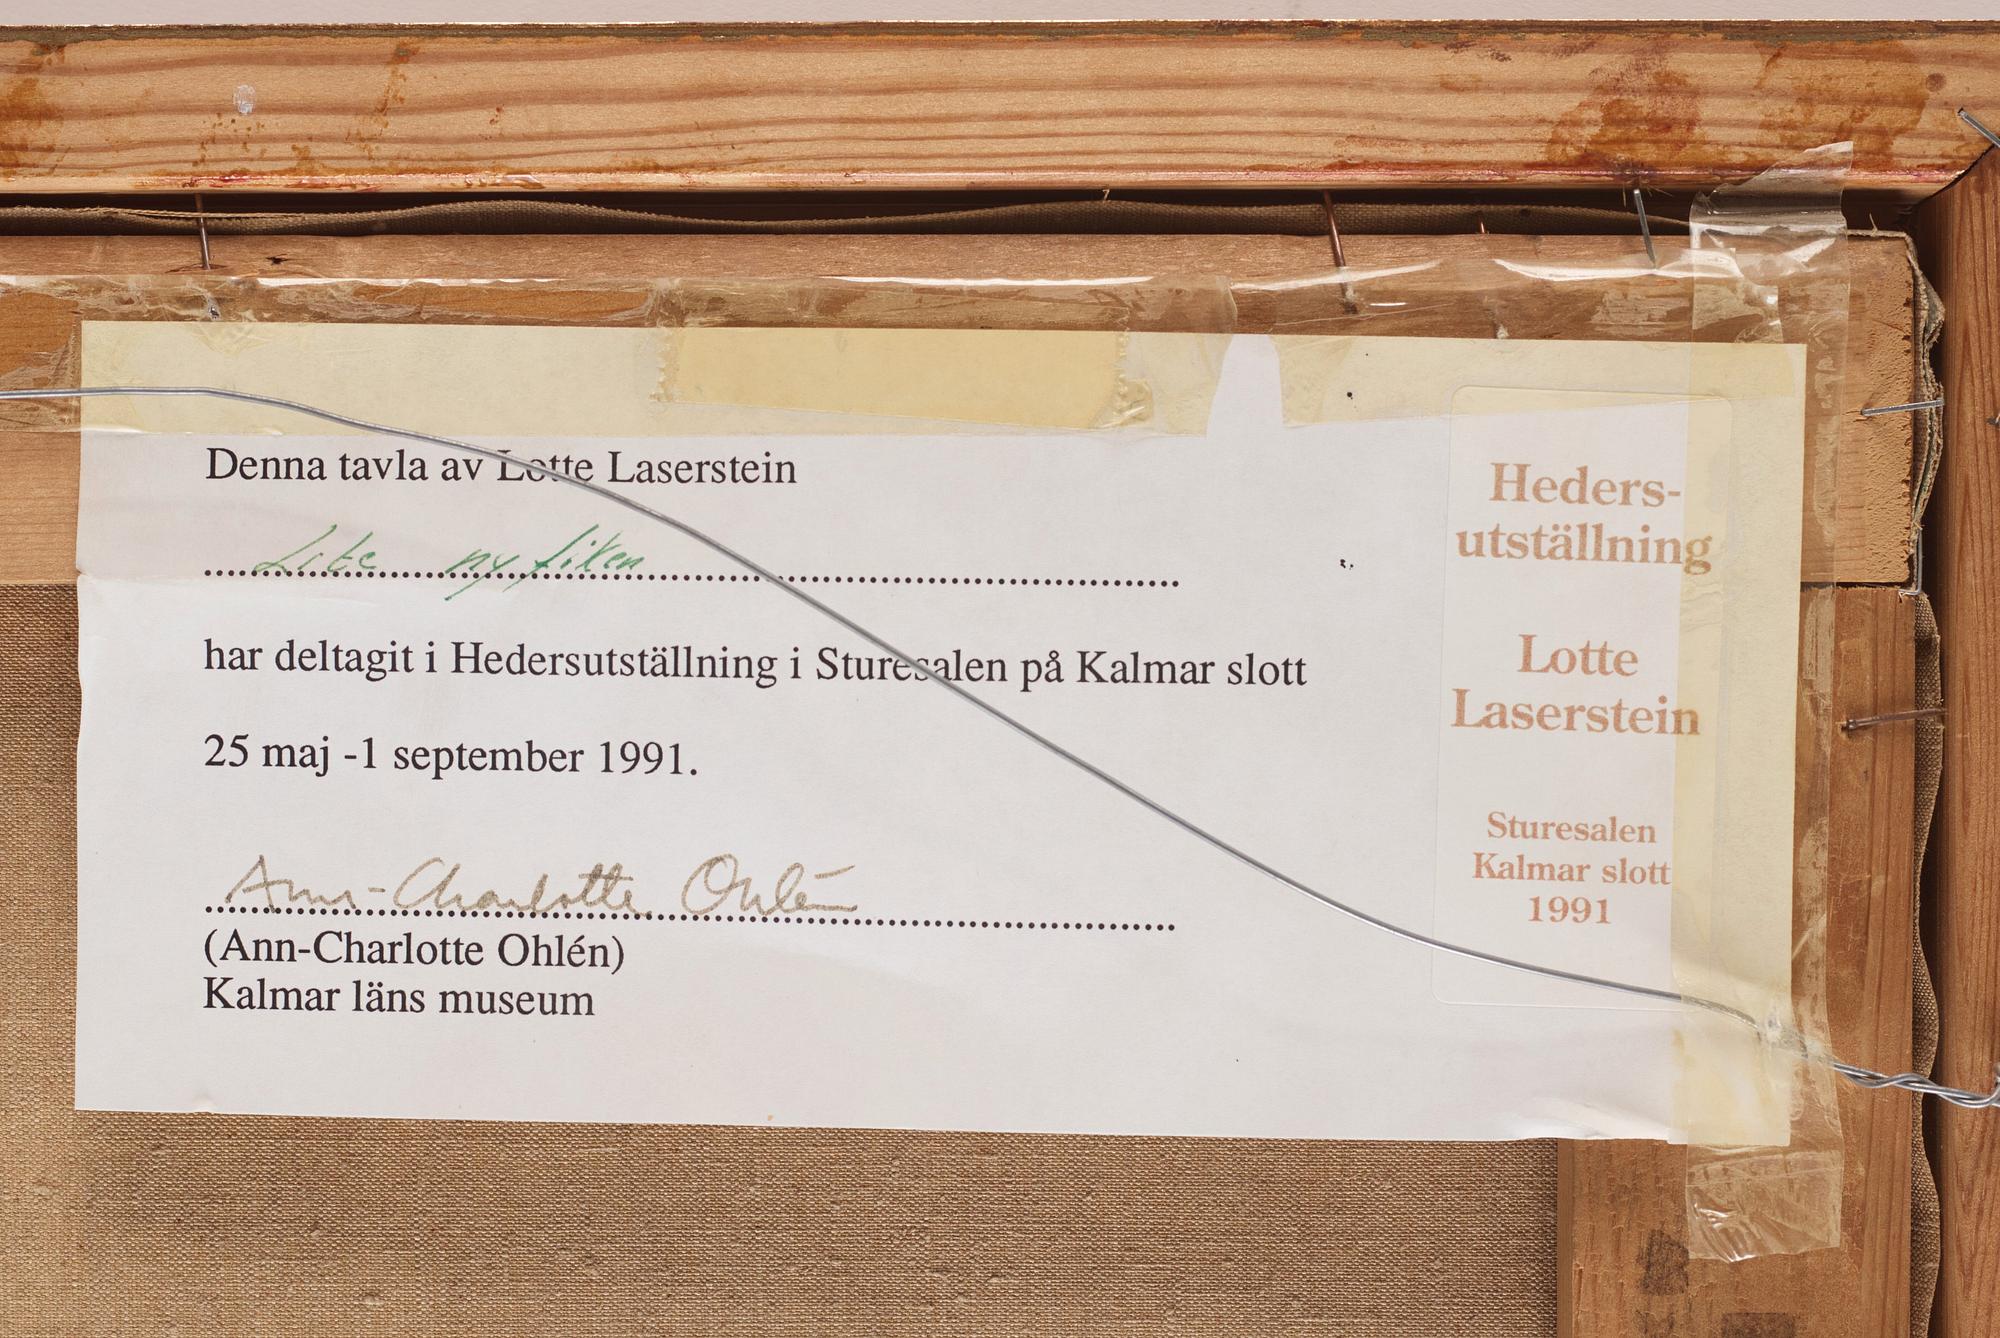 Denna tavla av Lotte Laserstein
Lite nyfiken
har deltagit i Hedersutställning i Sturesalen på Kalmar slott
25 maj -1 september 1991.
Ann-Charlotte Ohlén
(Ann-Charlotte Ohlén)
Kalmar läns museum
Heders-
utställning
Lotte
Laserstein
Sturesalen
Kalmar slott
1991